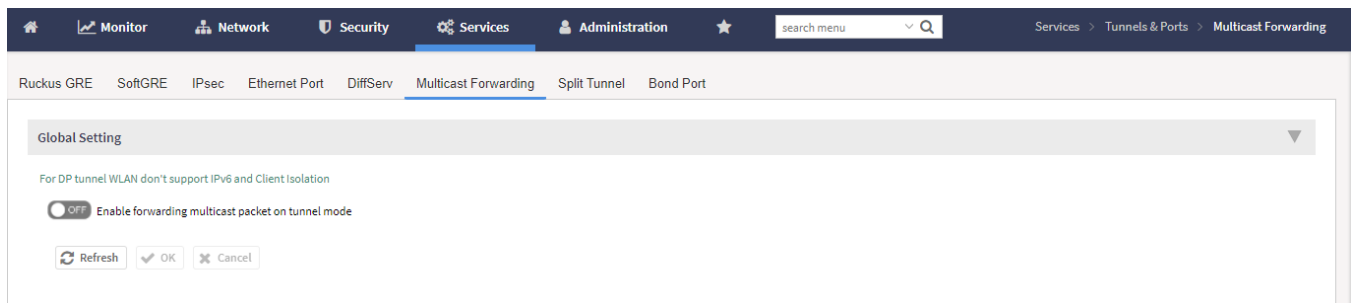 Monitor Network Security Services Administration search menu Services > Tunnels & Ports > Multicast Forwarding
Ruckus GRE SoftGRE IPsec Ethernet Port DiffServ Multicast Forwarding Split Tunnel Bond Port
Global Setting
For DP tunnel WLAN don't support IPv6 and Client Isolation
OFF Enable forwarding multicast packet on tunnel mode
Refresh OK Cancel